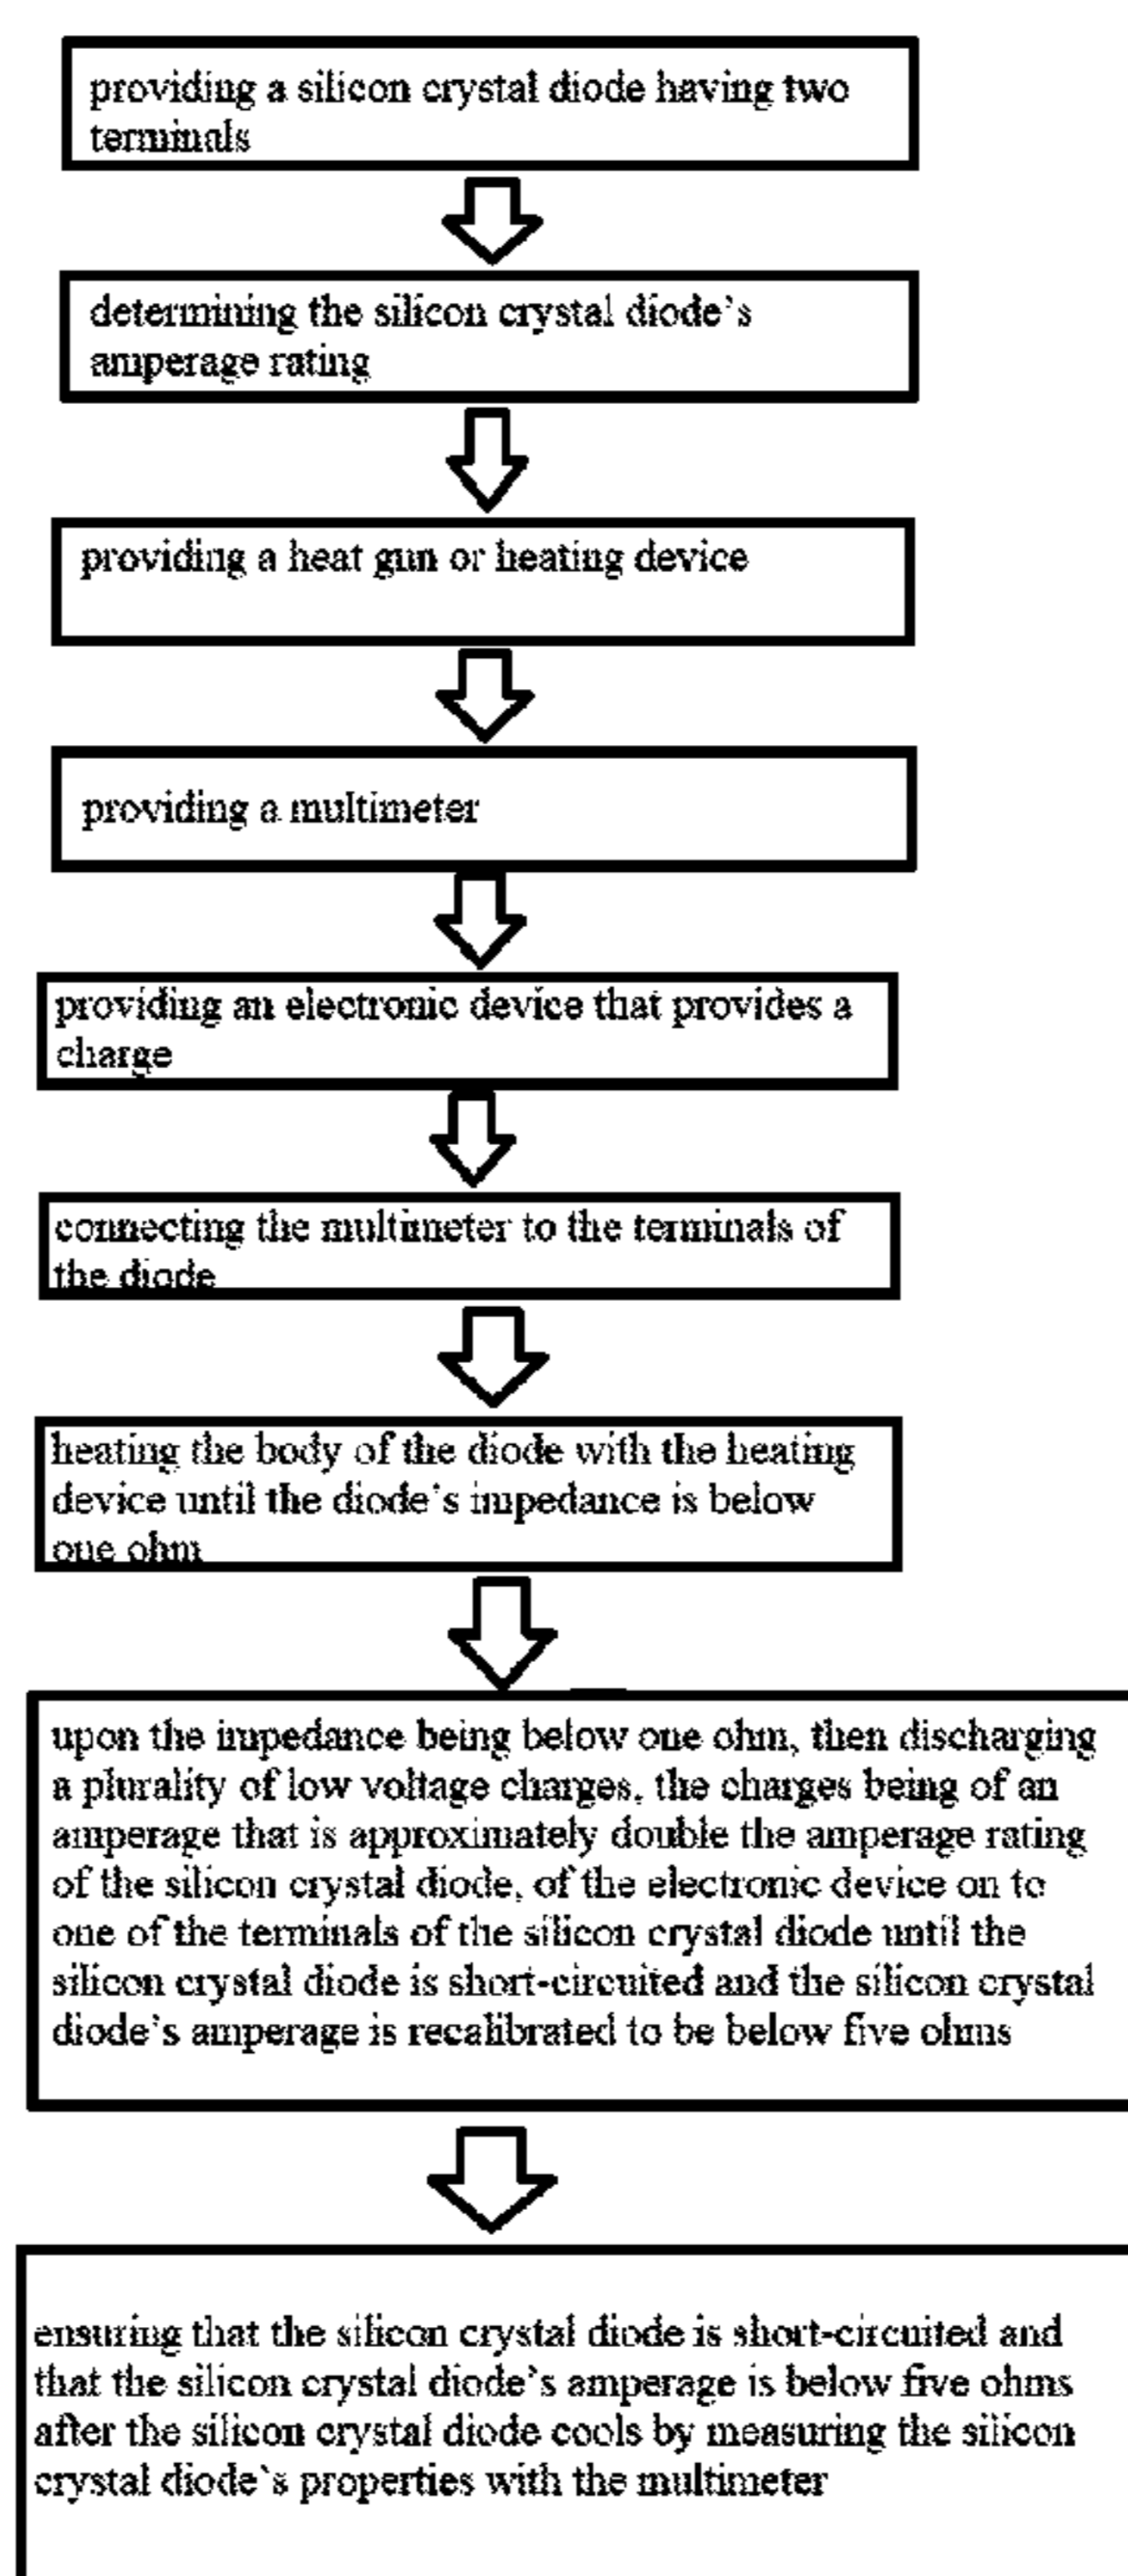 providing a silicon crystal diode having two
terminals
determining the silicon crystal diode's
amperage rating
providing a heat gun or heating device
providing a multimeter
providing an electronic device that provides a
charge
connecting the multimeter to the terminals of
the diode
heating the body of the diode with the heating
device until the diode's impedance is below
one ohm
upon the impedance being below one ohm, then discharging
a plurality of low voltage charges, the charges being of an
amperage that is approximately double the amperage rating
of the silicon crystal diode, of the electronic device on to
one of the terminals of the silicon crystal diode until the
silicon crystal diode is short-circuited and the silicon crystal
diode's amperage is recalibrated to be below five ohms
ensuring that the silicon crystal diode is short-circuited and
that the silicon crystal diode's amperage is below five ohms
after the silicon crystal diode cools by measuring the silicon
crystal diode`s properties with the multimeter